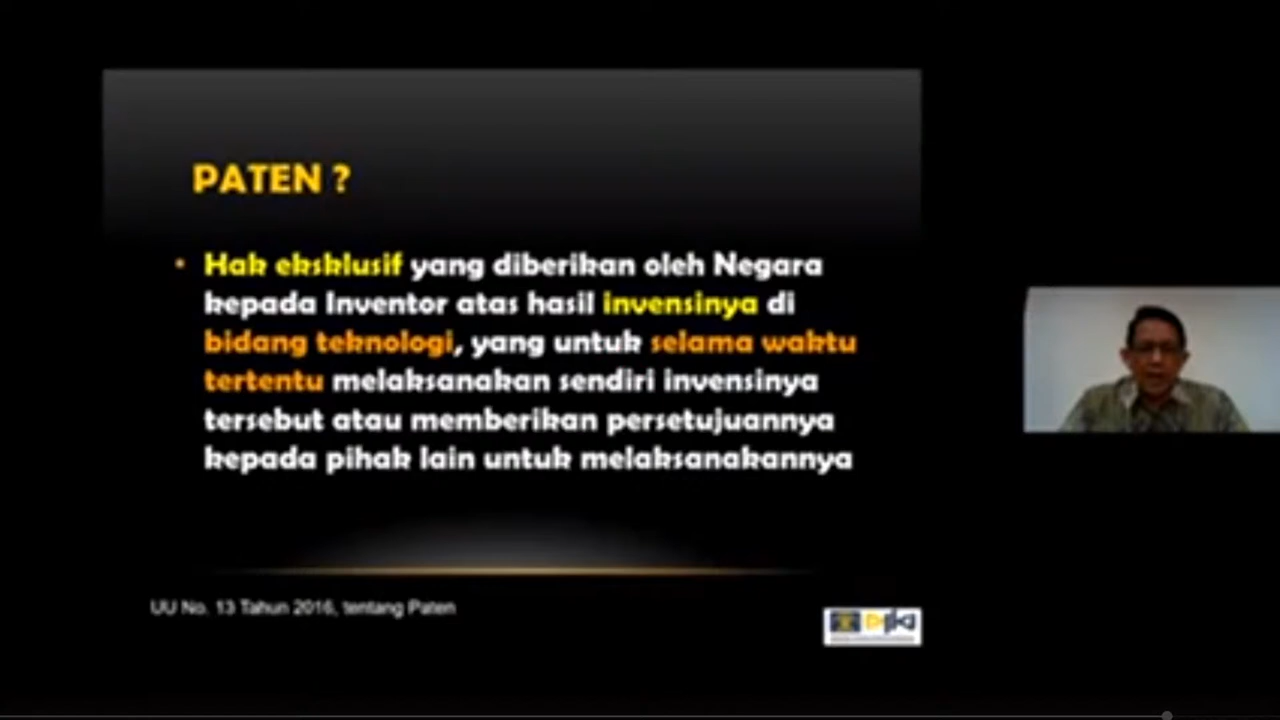 PATEN ?
• Hak eksklusif yang diberikan oleh Negara
kepada Inventor atas hasil invensinya di
bidang teknologi, yang untuk selama waktu
tertentu melaksanakan sendiri invensinya
tersebut atau memberikan persetujuannya
kepada pihak lain untuk melaksanakannya
UU No. 13 Tahun 2016, tentang Paten